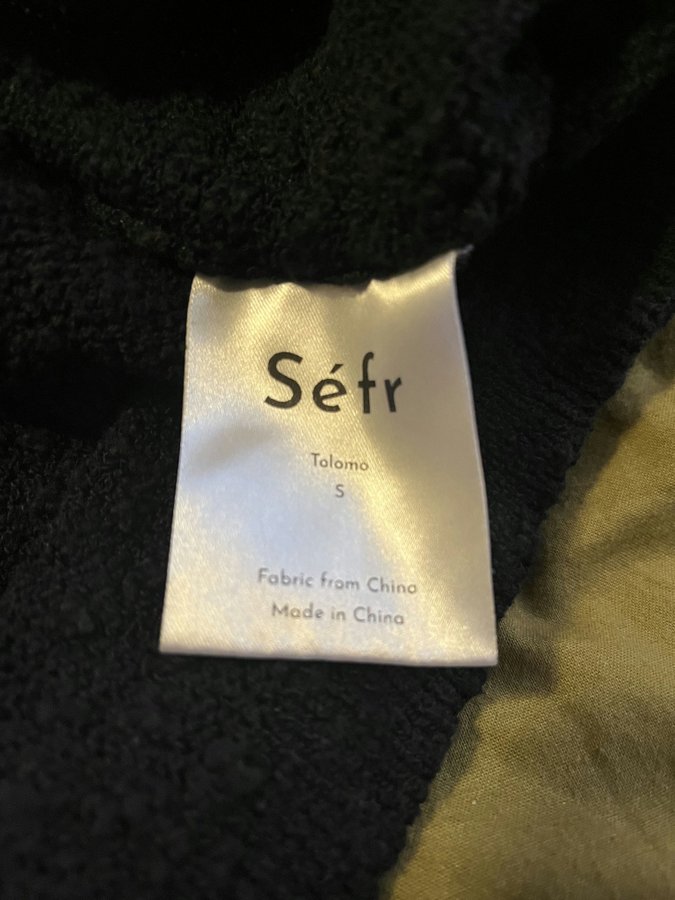 Séfr
Tolomo
S
Fabric from China
Made in China